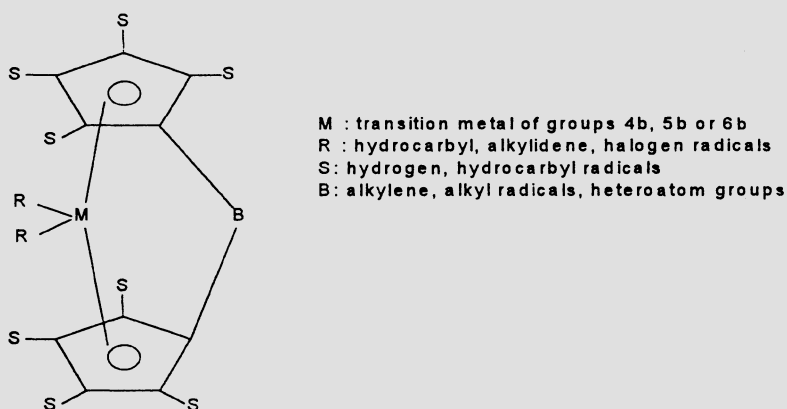 S
S
S
S
R
M
R
B
S
S
S
S
M : transition metal of groups 4b, 5b or 6b
R : hydrocarbyl, alkylidene, halogen radicals
S: hydrogen, hydrocarbyl radicals
B: alkylene, alkyl radicals, heteroatom groups